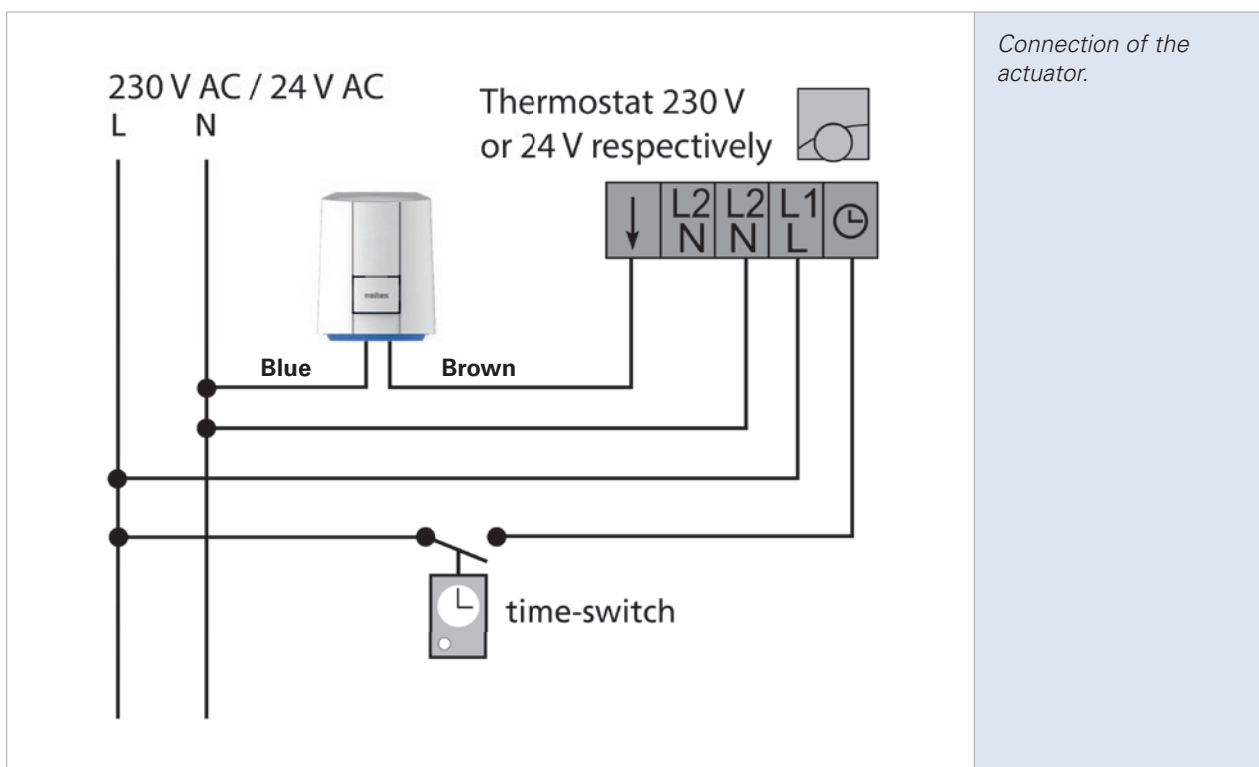 Connection of the
actuator.
230 V AC / 24 V AC
L N
Thermostat 230 V
or 24 V respectively
L2 L2 L1
N N L
meibes
Blue Brown
time-switch